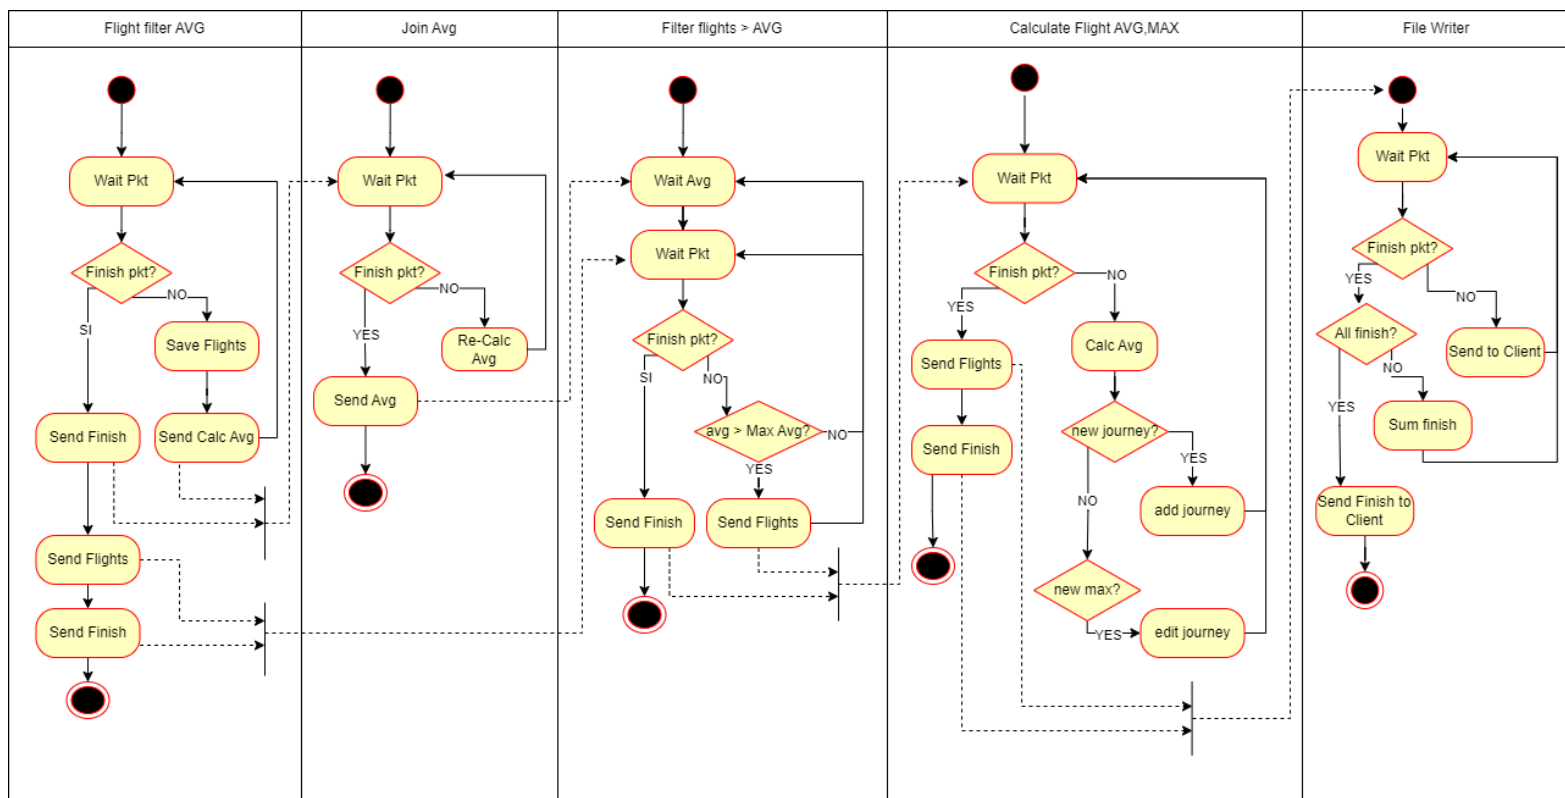 Flight filter AVG
Join Avg
Filter flights > AVG
Calculate Flight AVG,MAX
File Writer
Wait Pkt
Finish pkt?
SI
NO
Save Flights
Send Finish
Send Calc Avg
Send Flights
Send Finish
Wait Pkt
Finish pkt?
NO
YES
Re-Calc
Avg
Send Avg
Wait Avg
Wait Pkt
Finish pkt?
SI
NO
avg > Max Avg?
NO
YES
Send Finish
Send Flights
Wait Pkt
Finish pkt?
NO
YES
Calc Avg
Send Flights
new journey?
Send Finish
YES
NO
add journey
new max?
YES
edit journey
Wait Pkt
Finish pkt?
YES
NO
All finish?
Send to Client
NO
YES
Sum finish
Send Finish to
Client